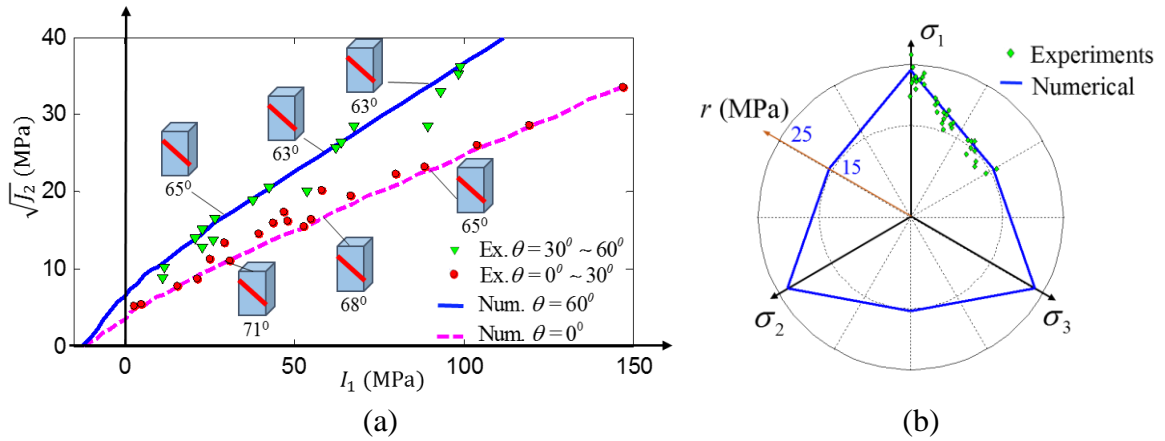 40
30
20
10
0
√J₂ (MPa)
63⁰
63⁰
65⁰
65⁰
68⁰
71⁰
Ex. θ = 30⁰ ~ 60⁰
Ex. θ = 0⁰ ~ 30⁰
Num. θ = 60⁰
Num. θ = 0⁰
0
50
100
150
I₁ (MPa)
(a)
σ₁
Experiments
Numerical
r (MPa)
25
15
σ₂
σ₃
(b)